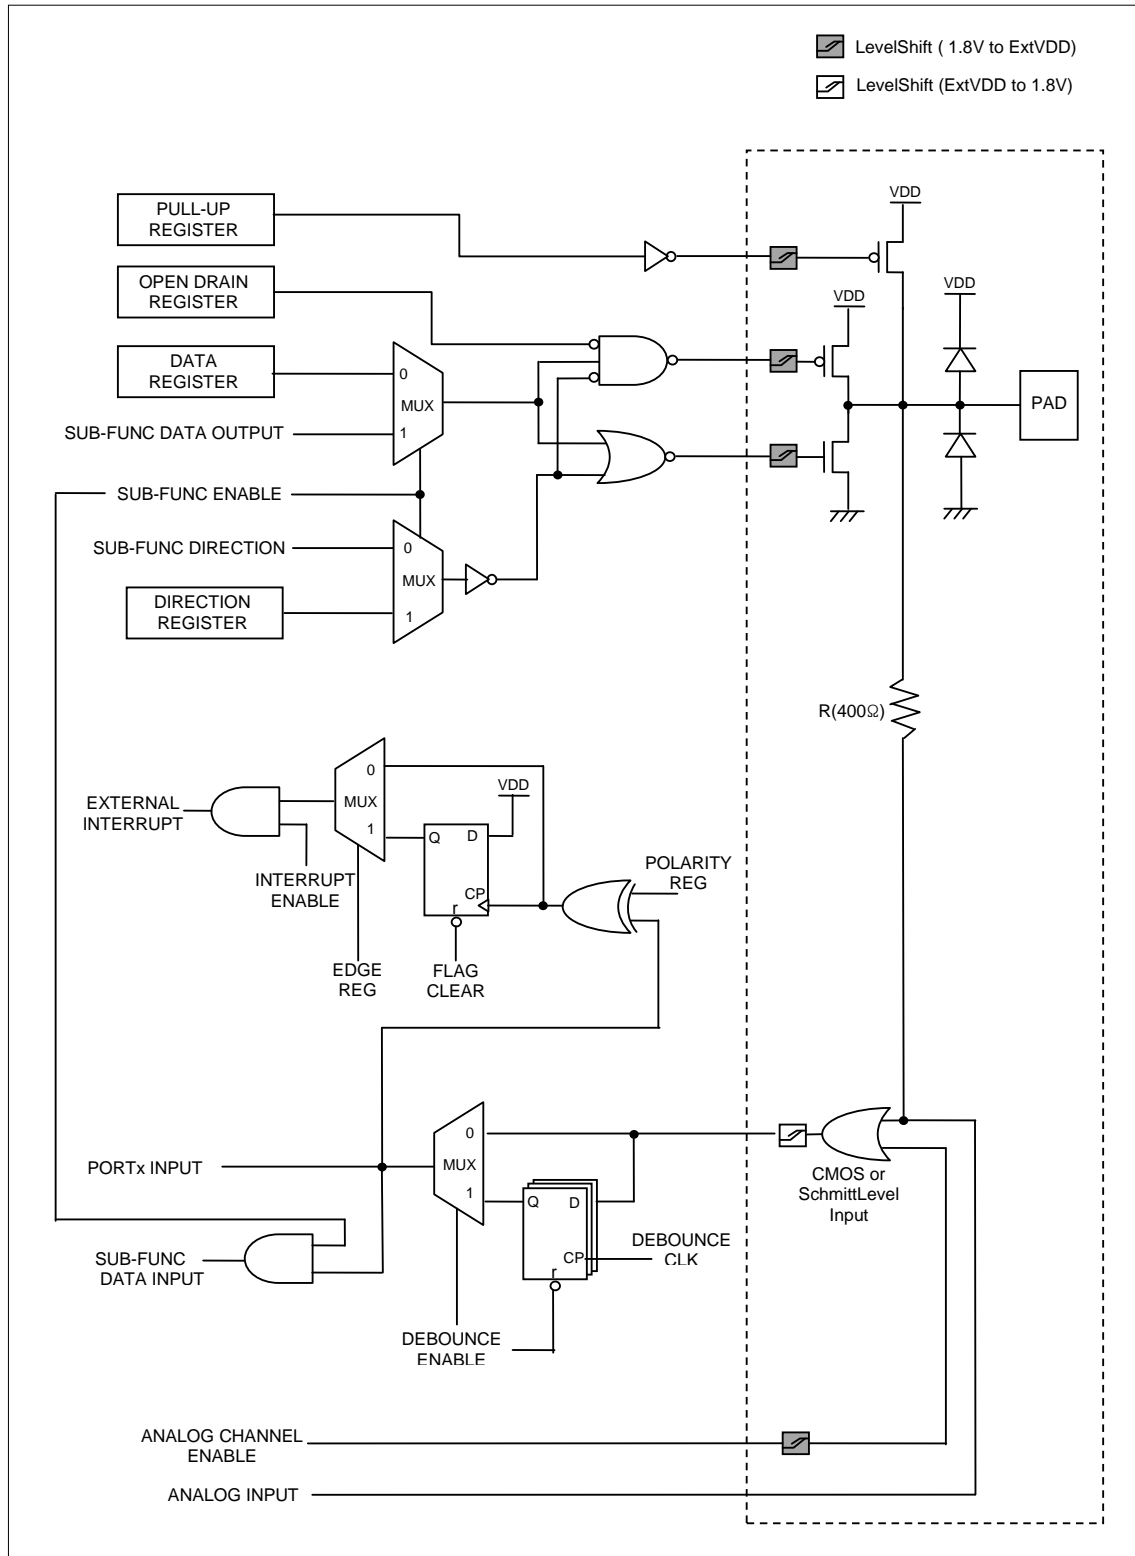 LevelShift ( 1.8V to ExtVDD)
LevelShift (ExtVDD to 1.8V)
PULL-UP
REGISTER
VDD
OPEN DRAIN
REGISTER
VDD
VDD
DATA
REGISTER
0
MUX
1
SUB-FUNC DATA OUTPUT
PAD
SUB-FUNC ENABLE
SUB-FUNC DIRECTION
0
MUX
1
DIRECTION
REGISTER
R(400Ω)
EXTERNAL
INTERRUPT
0
MUX
1
VDD
Q
D
CP
r
INTERRUPT
ENABLE
POLARITY
REG
EDGE
REG
FLAG
CLEAR
PORTx INPUT
0
MUX
1
Q
D
CP
r
CMOS or
SchmittLevel
Input
DEBOUNCE
CLK
SUB-FUNC
DATA INPUT
DEBOUNCE
ENABLE
ANALOG CHANNEL
ENABLE
ANALOG INPUT